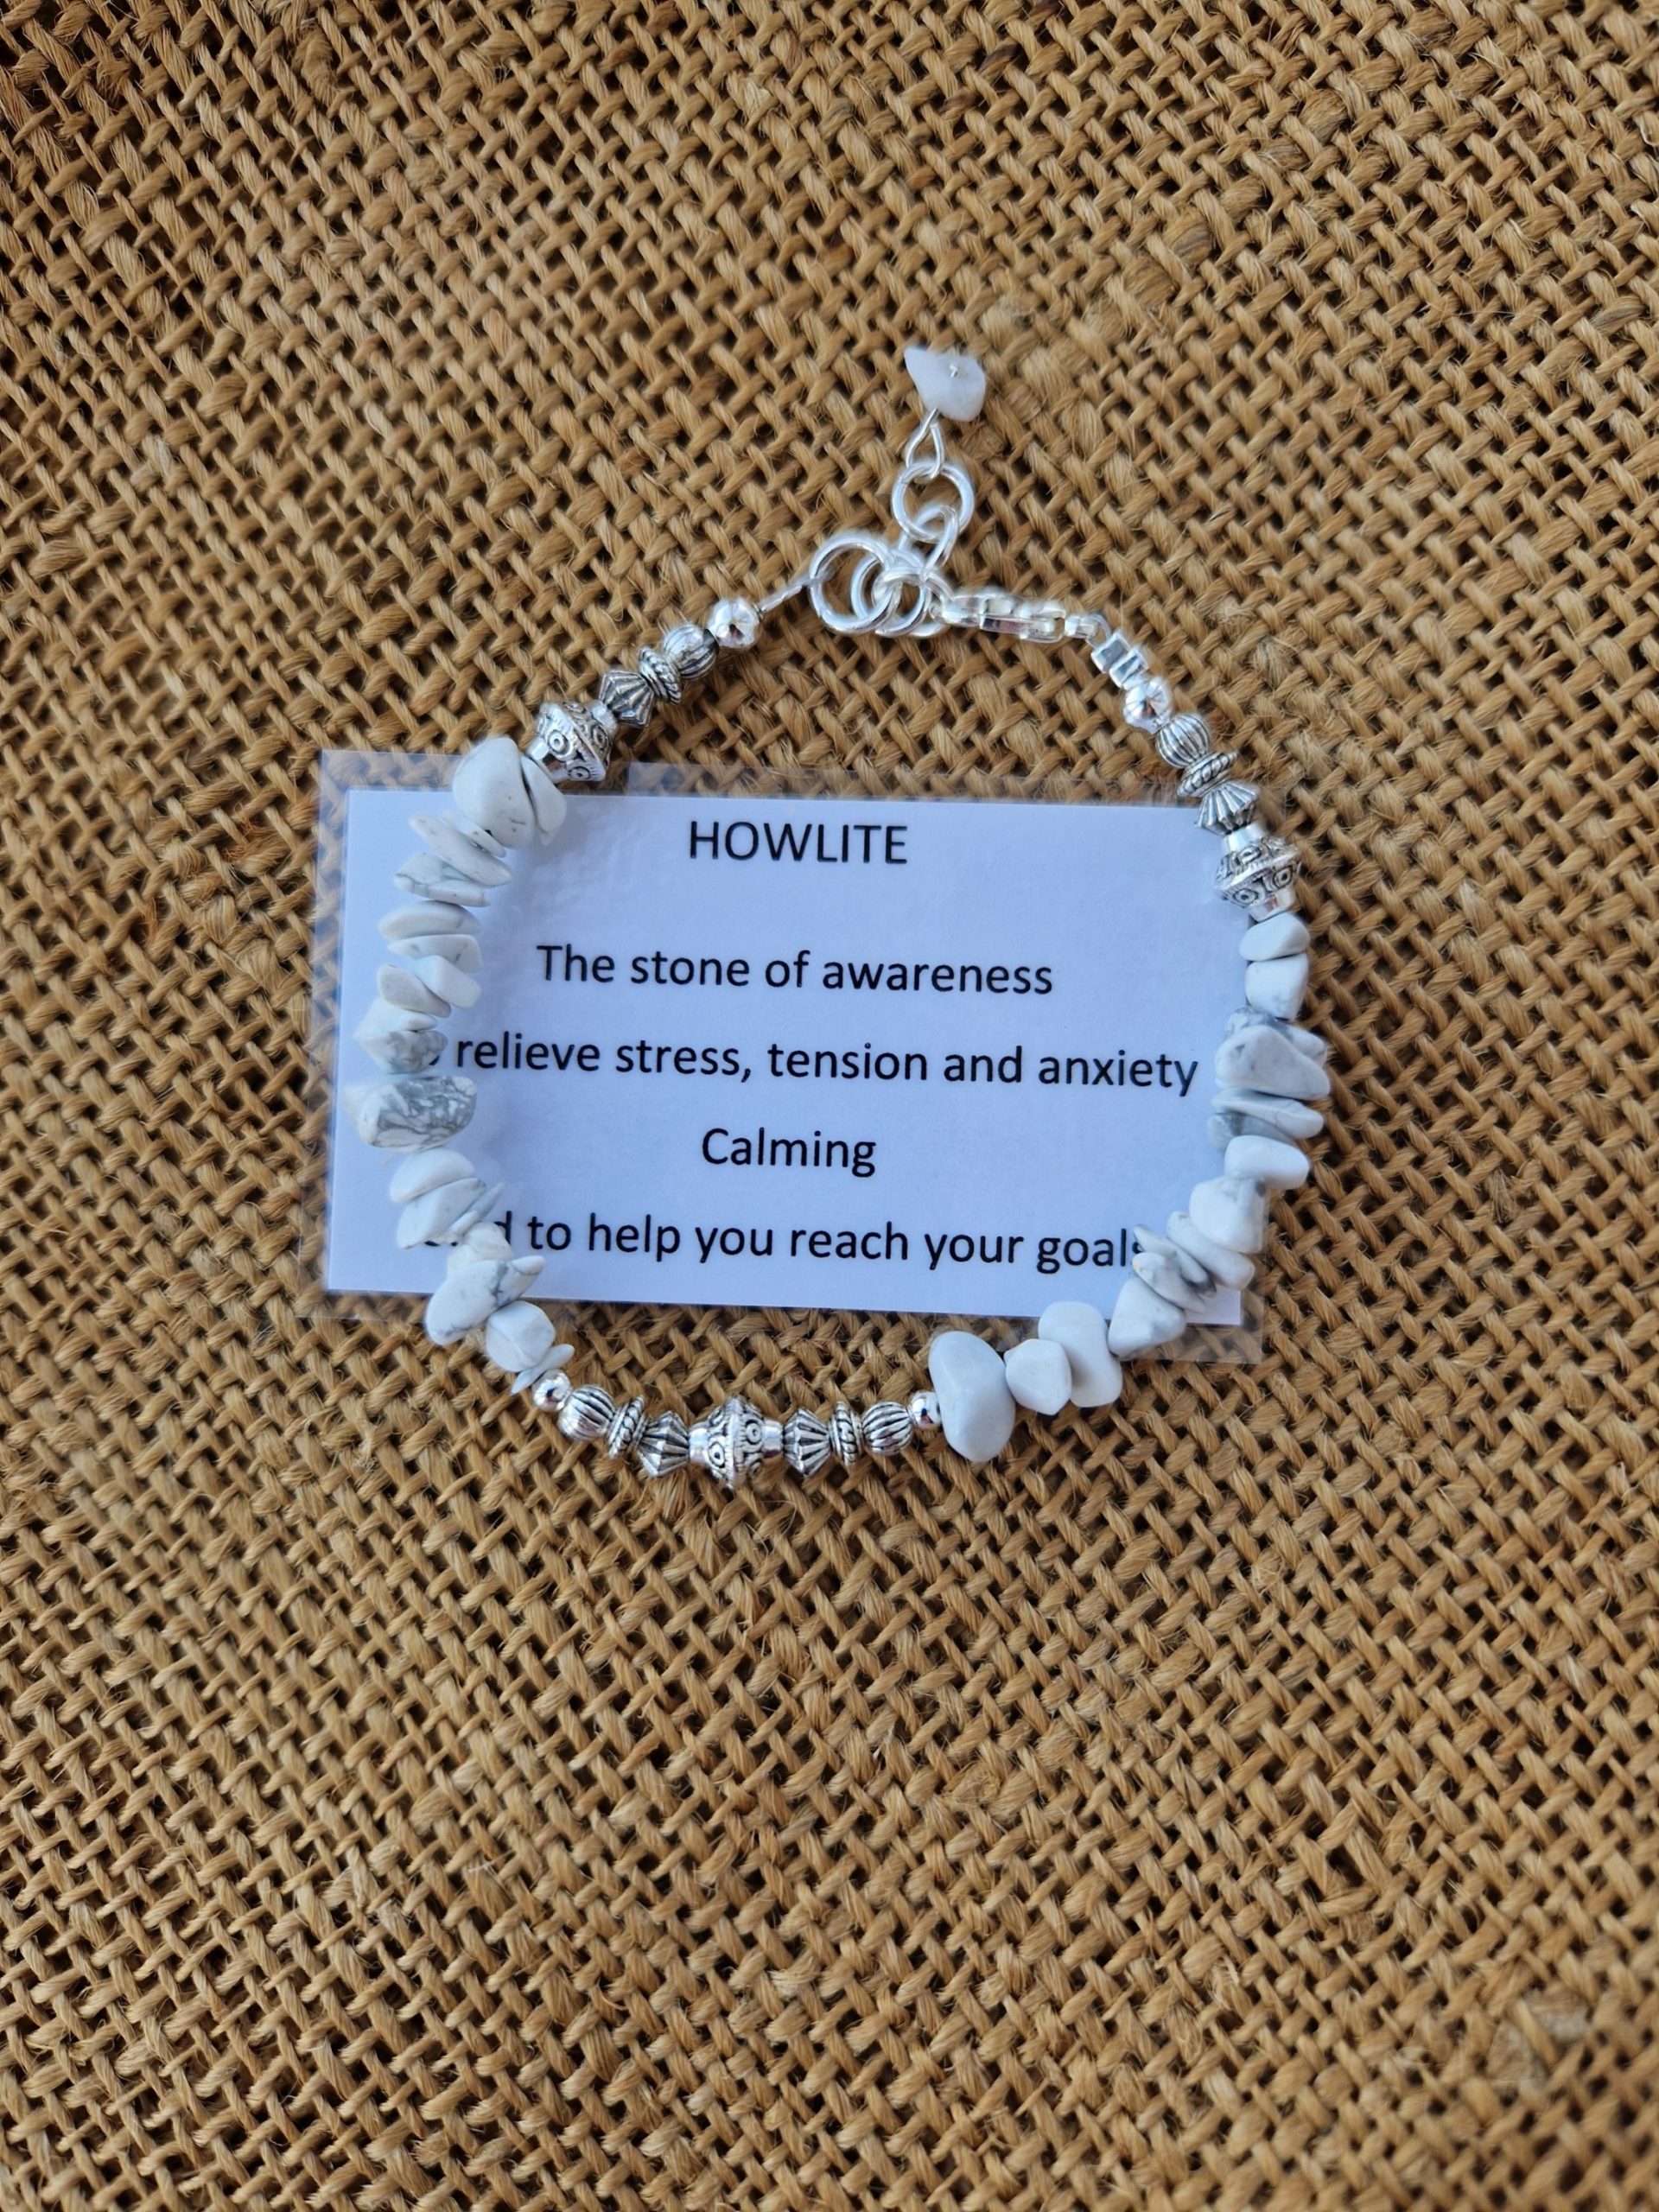 HOWLITE
The stone of awareness
relieve stress, tension and anxiety
Calming
to help you reach your goals